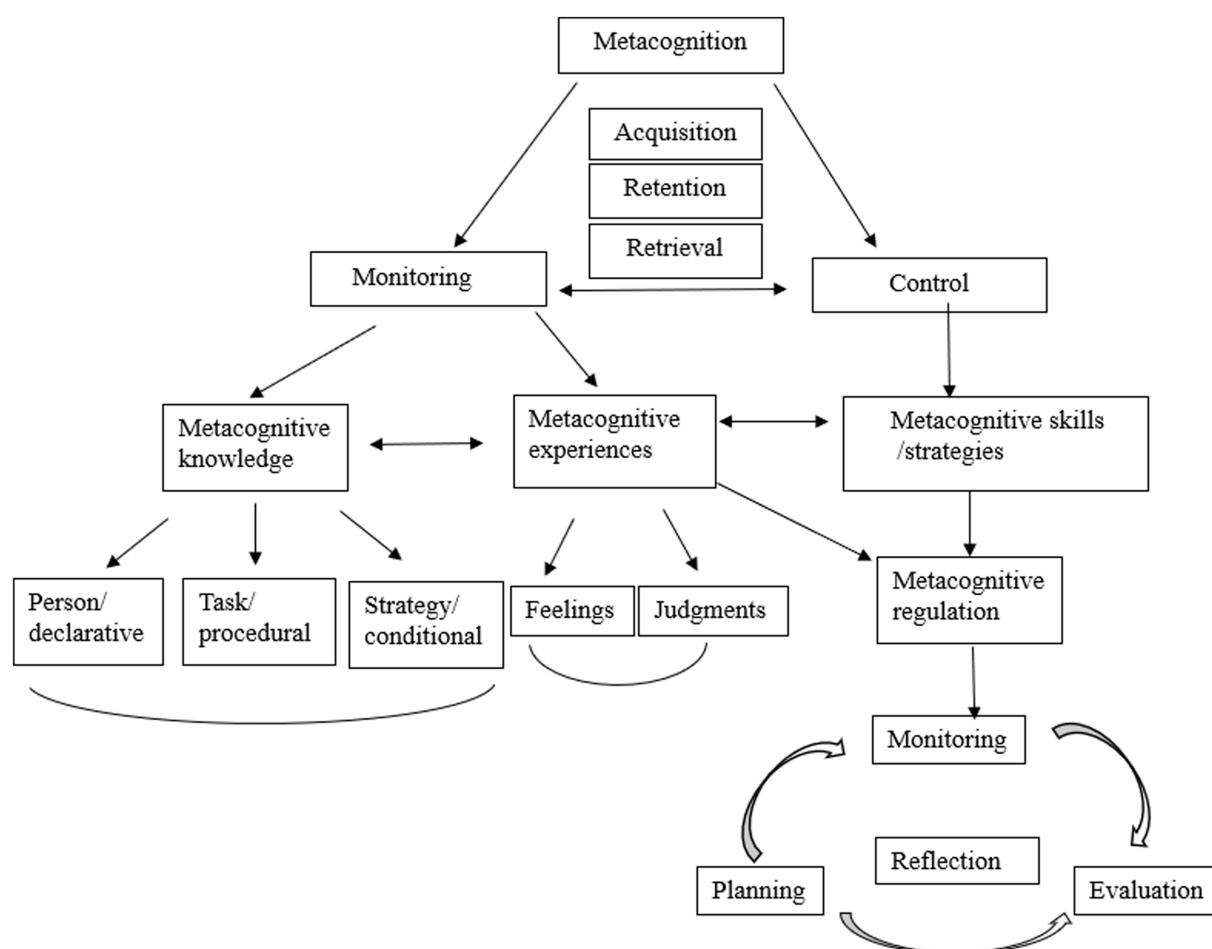 Metacognition
Acquisition
Retention
Retrieval
Monitoring
Control
Metacognitive
knowledge
Metacognitive
experiences
Metacognitive skills
/strategies
Person/
declarative
Task/
procedural
Strategy/
conditional
Feelings
Judgments
Metacognitive
regulation
Monitoring
Reflection
Planning
Evaluation